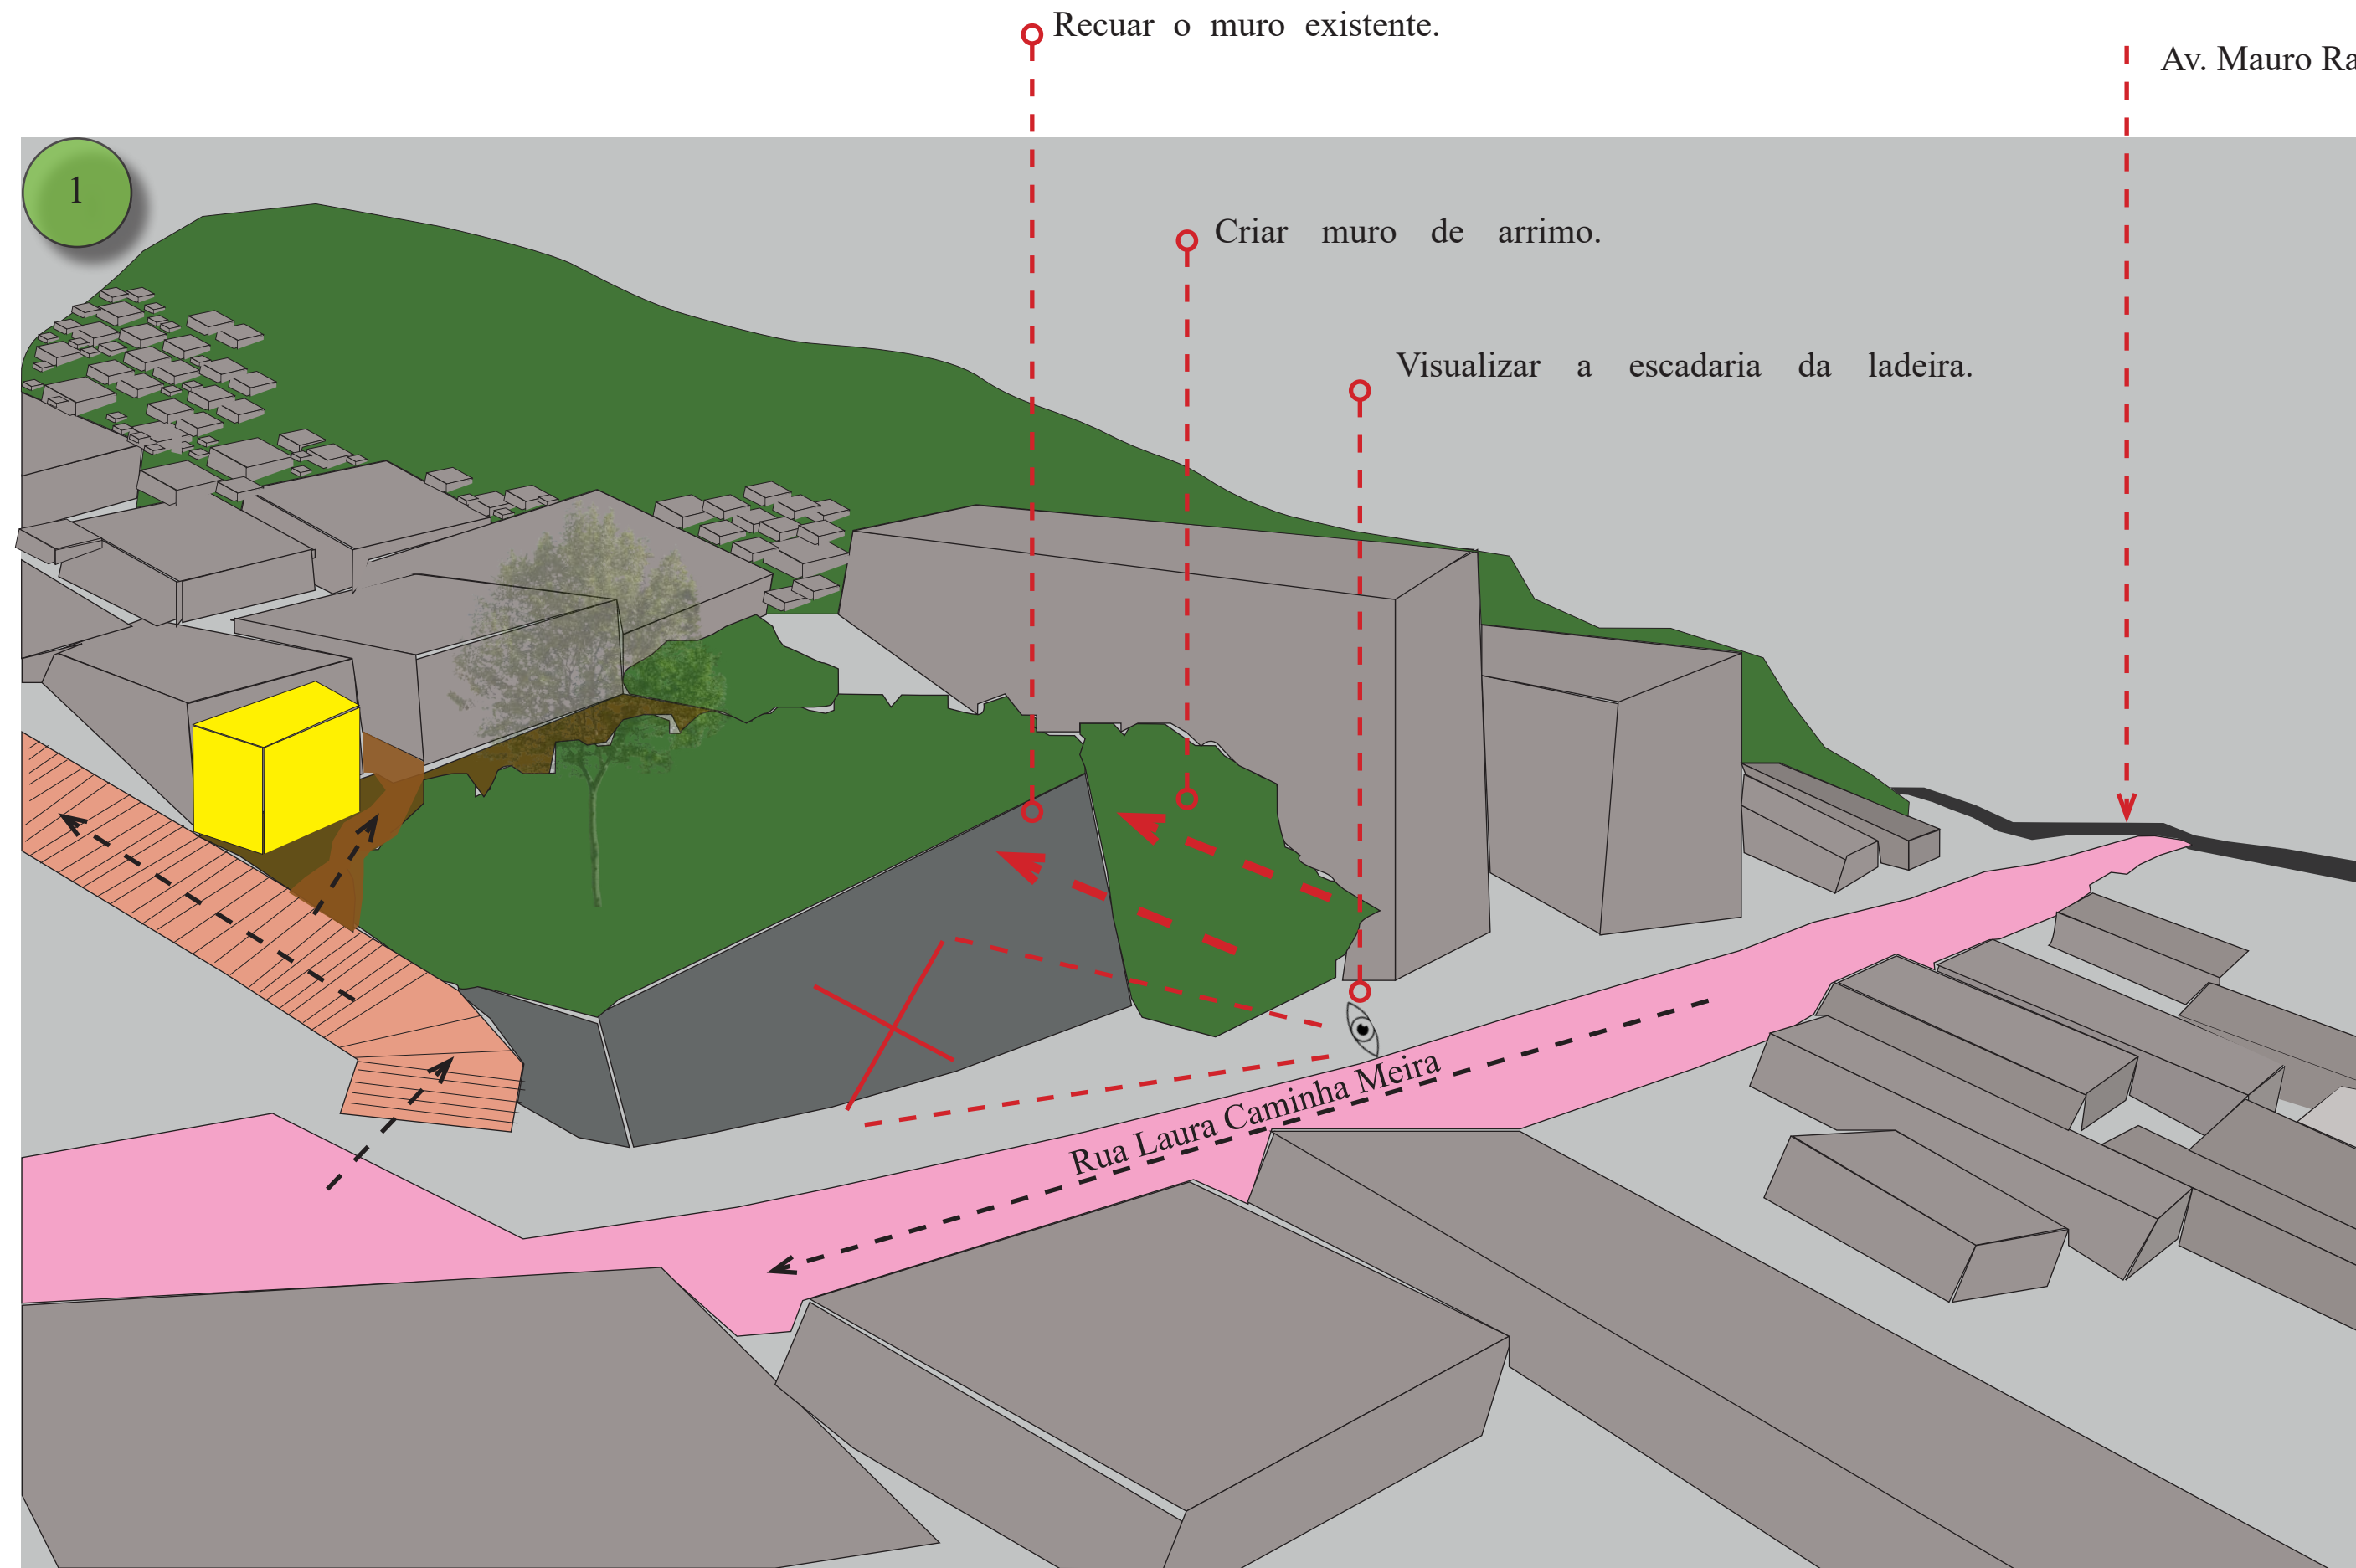 Recuar o muro existente.
Av. Mauro Ra
1
Criar muro de arrimo.
Visualizar a escadaria da ladeira.
Rua Laura Caminha Meira